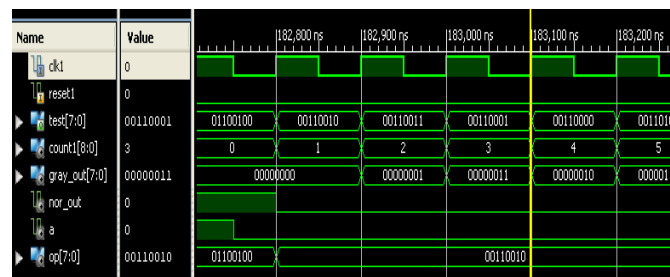 Name Value 182,800 ns 182,900 ns 183,000 ns 183,100 ns 183,200 ns
clk1 0
reset1 0
test[7:0] 00110001 01100100 00110010 00110011 00110001 00110000 001101
count1[8:0] 3 0 1 2 3 4 5
gray_out[7:0] 00000011 00000000 00000001 00000011 00000010 000001
nor_out 0
a 0
op[7:0] 00110010 01100100 00110010